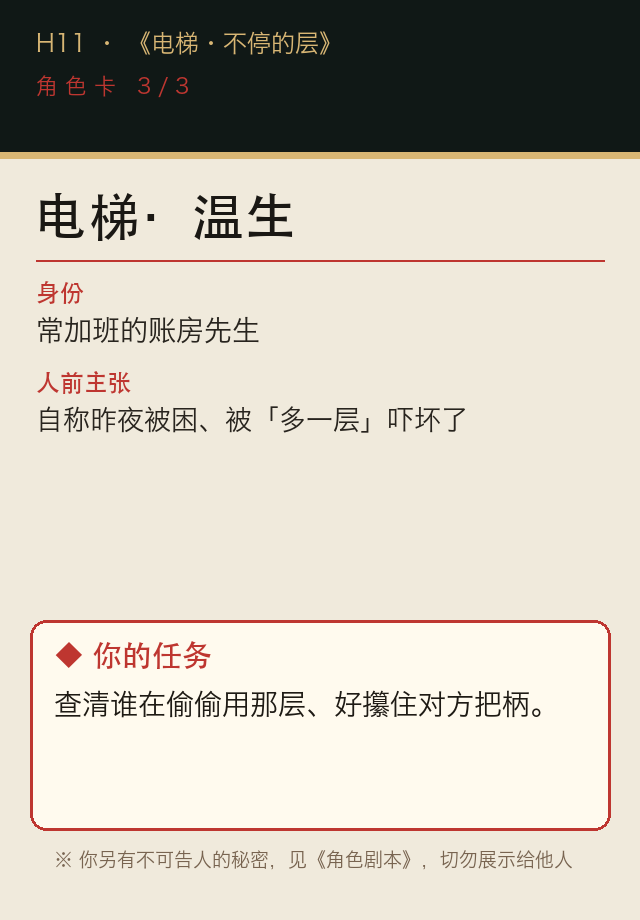 H11 · 《电梯·不停的层》
角色卡 3/3
电梯· 温生
身份
常加班的账房先生
人前主张
自称昨夜被困、被「多一层」吓坏了
◆ 你的任务
查清谁在偷偷用那层、好攥住对方把柄。
※ 你另有不可告人的秘密，见《角色剧本》，切勿展示给他人